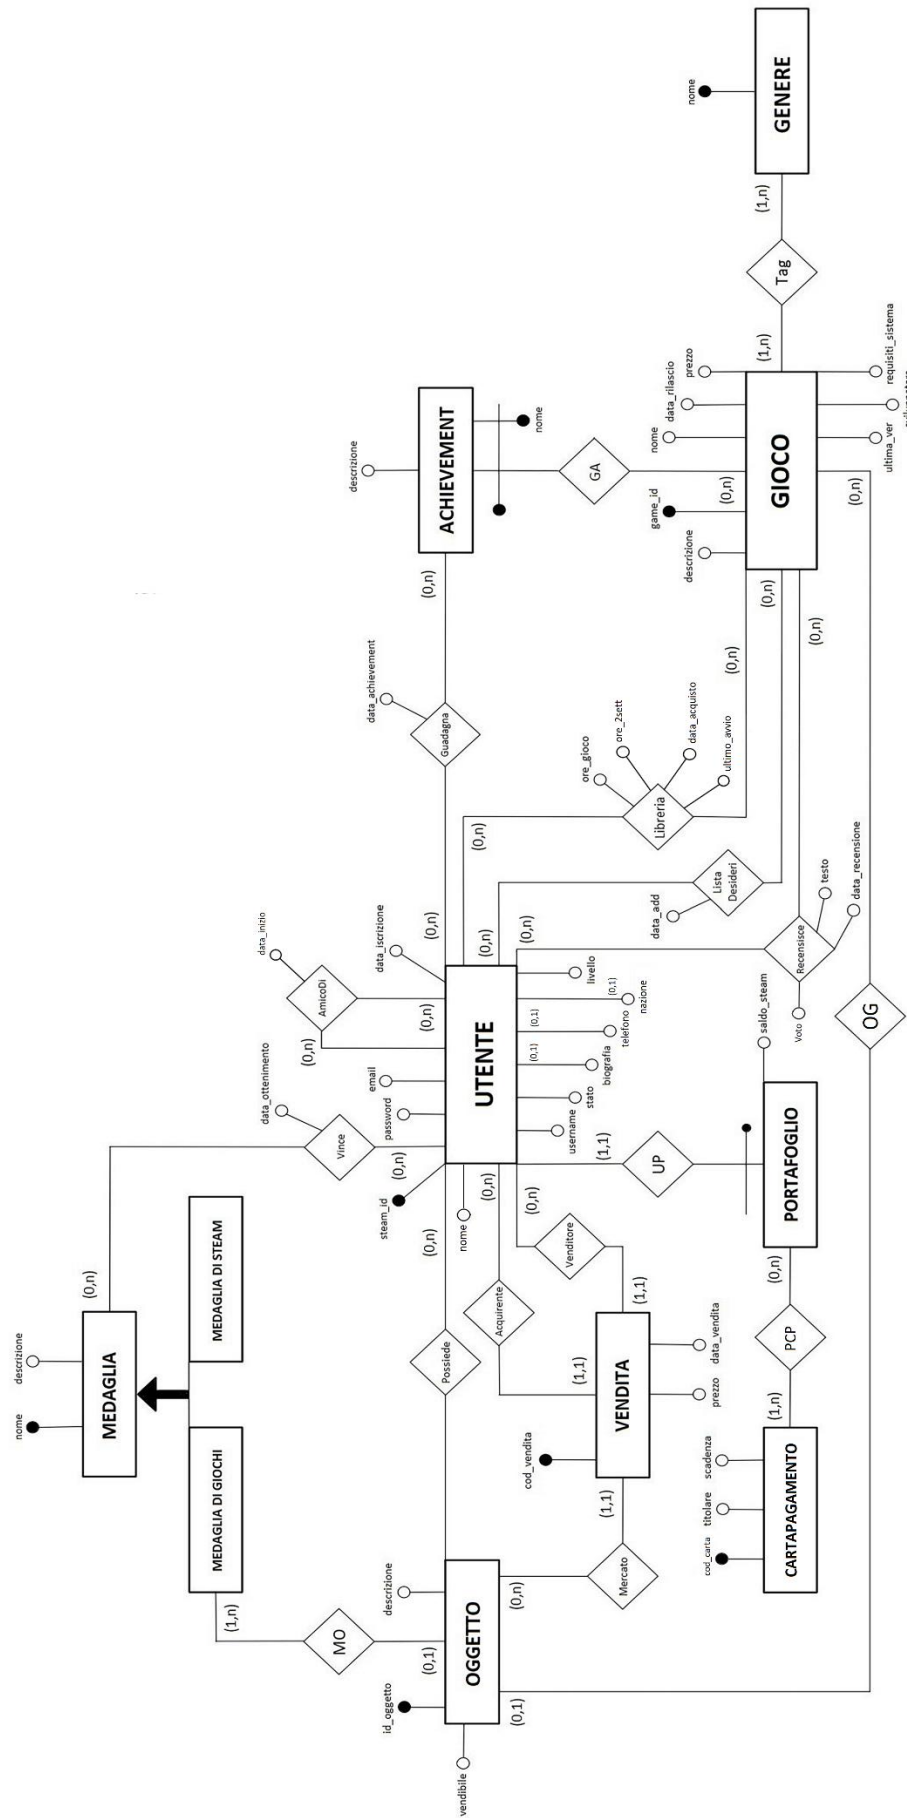 nome
descrizione
MEDAGLIA
(0,n)
MEDAGLIA DI GIOCHI
MEDAGLIA DI STEAM
(1,n)
MO
(0,1)
data_ottenimento
Vince
(0,n)
data_inizio
AmicoDi
(0,n)
(0,n)
data_iscrizione
email
password
steam_id
nome
UTENTE
username
stato
biografia
(0,1)
telefono
(0,1)
nazione
(0,1)
livello
(0,n)
Guadagna
data_achievement
(0,n)
descrizione
ACHIEVEMENT
nome
GA
(0,n)
vendibile
id_oggetto
descrizione
OGGETTO
(0,n)
Possiede
(0,n)
Acquirente
(1,1)
(0,n)
Venditore
(1,1)
(0,n)
Mercato
(1,1)
cod_vendita
VENDITA
prezzo
data_vendita
(1,1)
UP
PORTAFOGLIO
saldo_steam
(0,n)
PCP
(1,n)
cod_carta
titolare
scadenza
CARTAPAGAMENTO
(0,n)
Libreria
ore_gioco
ore_2sett
data_acquisto
ultimo_avvio
(0,n)
(0,n)
Lista
Desideri
data_add
(0,n)
(0,n)
Recensisce
Voto
testo
data_recensione
(0,n)
(0,1)
OG
(0,n)
descrizione
game_id
nome
data_rilascio
prezzo
GIOCO
ultima_ver
requisiti_sistema
(1,n)
Tag
(1,n)
GENERE
nome